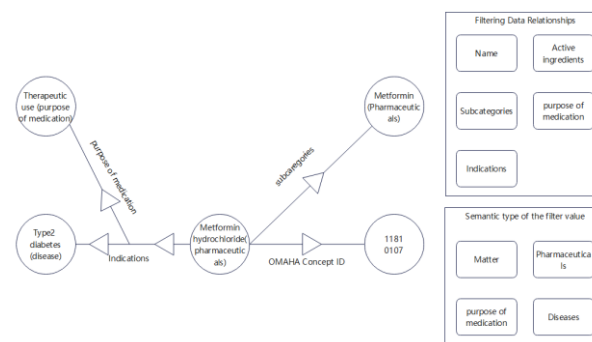 Therapeutic
use (purpose
of medication)
Metformin
(Pharmaceutic
als)
purpose of medication
subcategories
Type2
diabetes
(disease)
Indications
Metformin
hydrochloride(
pharmaceutic
als)
OMAHA Concept ID
1181
0107
Filtering Data Relationships
Name
Active
ingredients
Subcategories
purpose of
medication
Indications
Semantic type of the filter value
Matter
Pharmaceutica
ls
purpose of
medication
Diseases